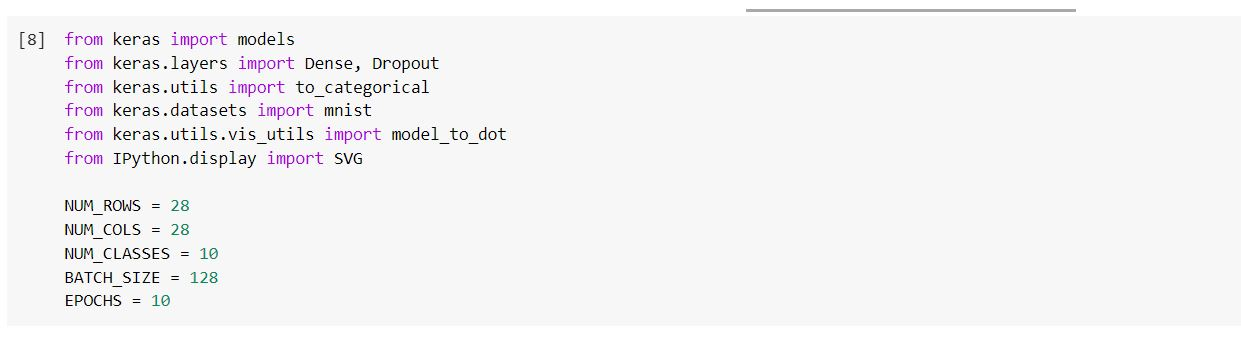 [8] from keras import models
from keras.layers import Dense, Dropout
from keras.utils import to_categorical
from keras.datasets import mnist
from keras.utils.vis_utils import model_to_dot
from IPython.display import SVG

NUM_ROWS = 28
NUM_COLS = 28
NUM_CLASSES = 10
BATCH_SIZE = 128
EPOCHS = 10